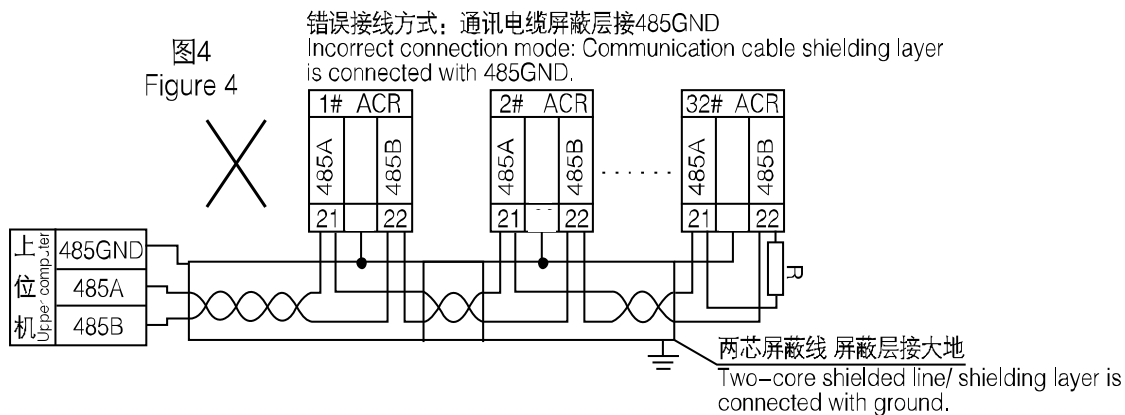 错误接线方式：通讯电缆屏蔽层接485GND
Incorrect connection mode: Communication cable shielding layer
is connected with 485GND.
图4
Figure 4
1# ACR
485A
485B
21
22
2# ACR
485A
485B
21
22
......
32# ACR
485A
485B
21
22
R
上位机
Upper computer
485GND
485A
485B
两芯屏蔽线 屏蔽层接大地
Two-core shielded line/ shielding layer is
connected with ground.